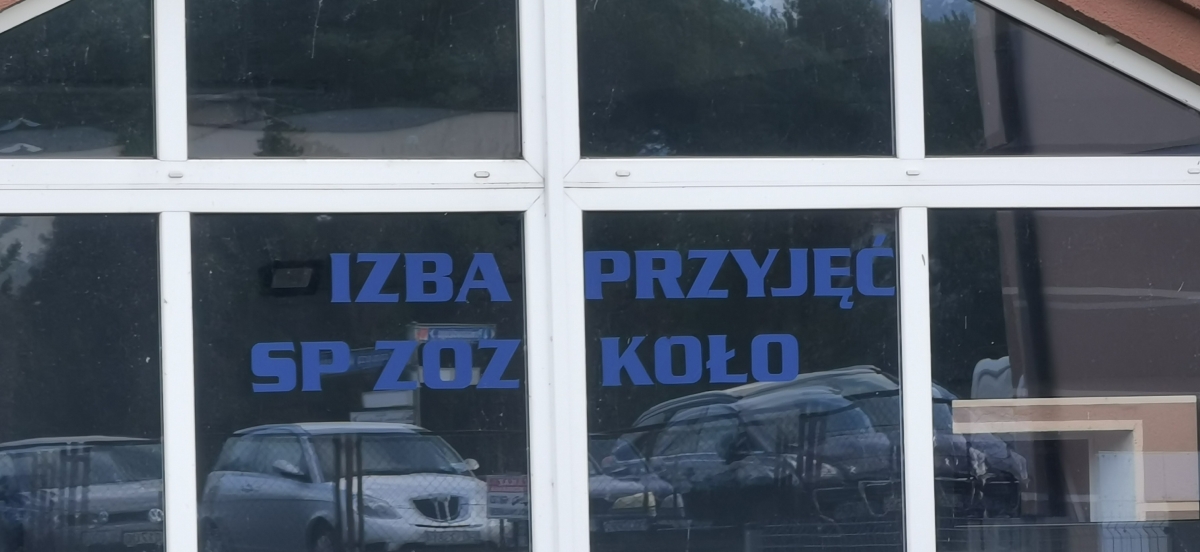 IZBA PRZYJĘĆ
SP ZOZ KOŁO